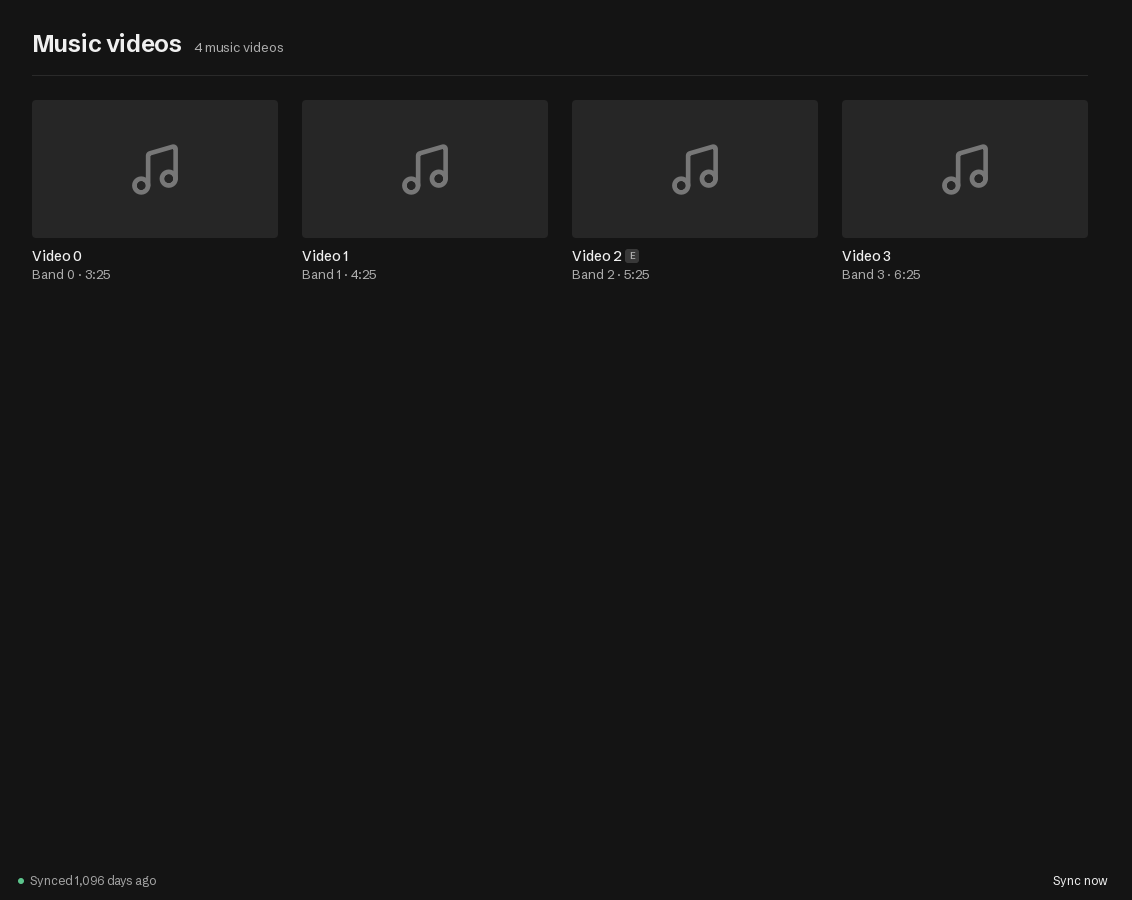 Music videos
4 music videos
Video 0
Band 0 · 3:25
Video 1
Band 1 · 4:25
Video 2 E
Band 2 · 5:25
Video 3
Band 3 · 6:25
Synced 1,096 days ago
Sync now